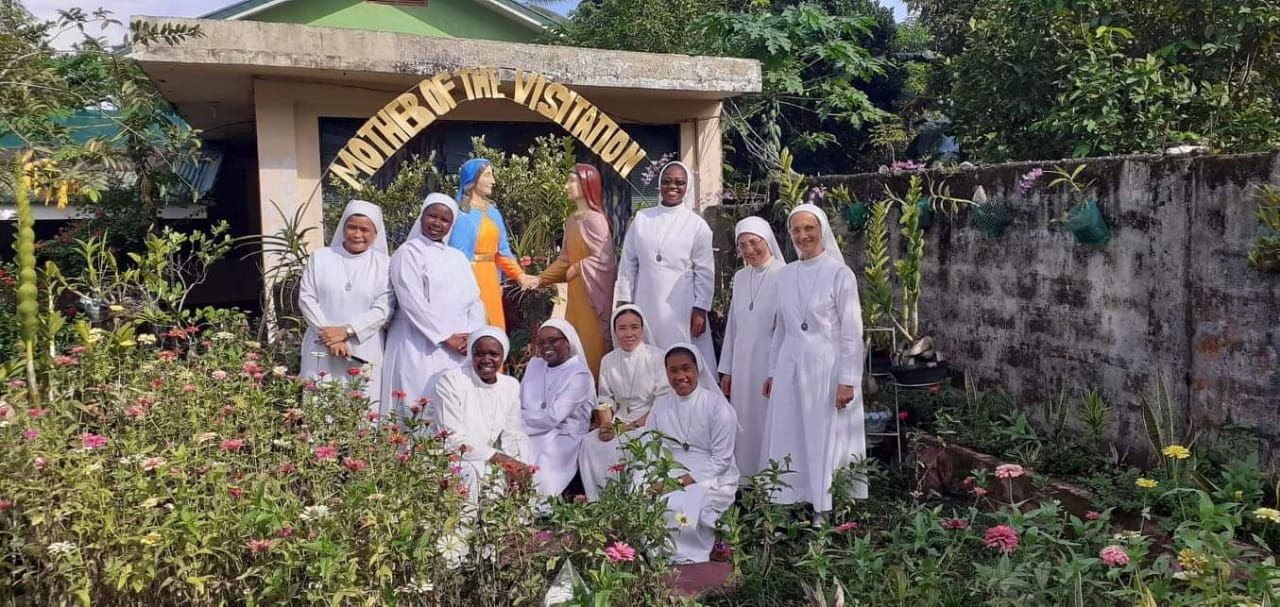 MOTHER OF THE VISITATION